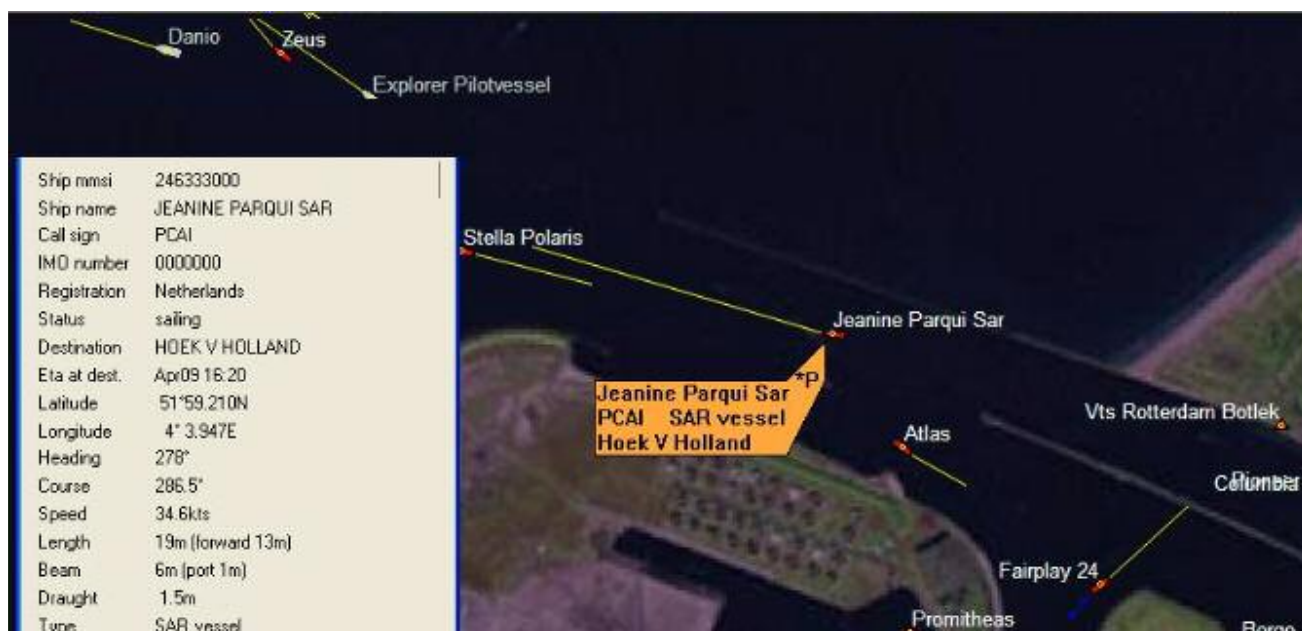 Danio
Zeus
Explorer Pilotvessel
Ship mmsi 246333000
Ship name JEANINE PARQUI SAR
Call sign PCAI
IMO number 0000000
Registration Netherlands
Status sailing
Destination HOEK V HOLLAND
Eta at dest. Apr09 16:20
Latitude 51°59.210N
Longitude 4° 3.947E
Heading 278°
Course 286.5°
Speed 34.6kts
Length 19m (forward 13m)
Beam 6m (port 1m)
Draught 1.5m
Type SAR vessel
Stella Polaris
Jeanine Parqui Sar
*P
Jeanine Parqui Sar
PCAI SAR vessel
Hoek V Holland
Vts Rotterdam Botlek
Atlas
Fairplay 24
Promitheas